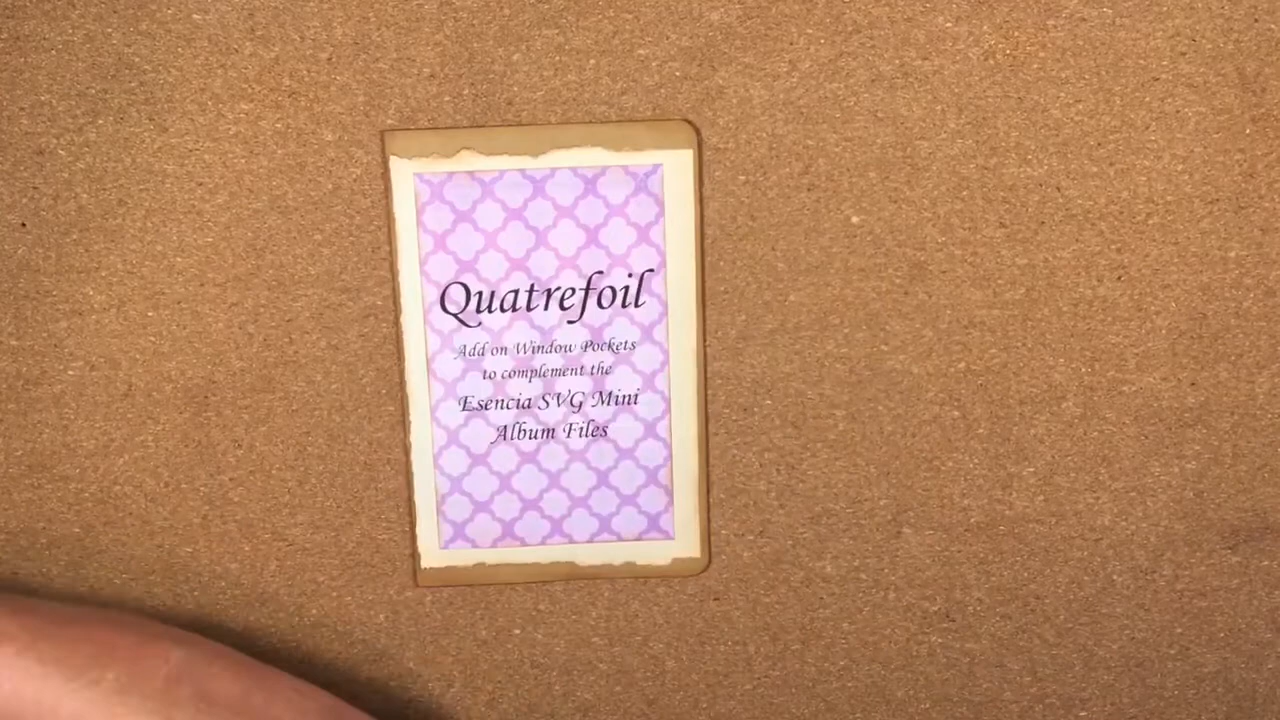 Quatrefoil
Add on Window Pockets
to complement the
Esencia SVG Mini
Album Files